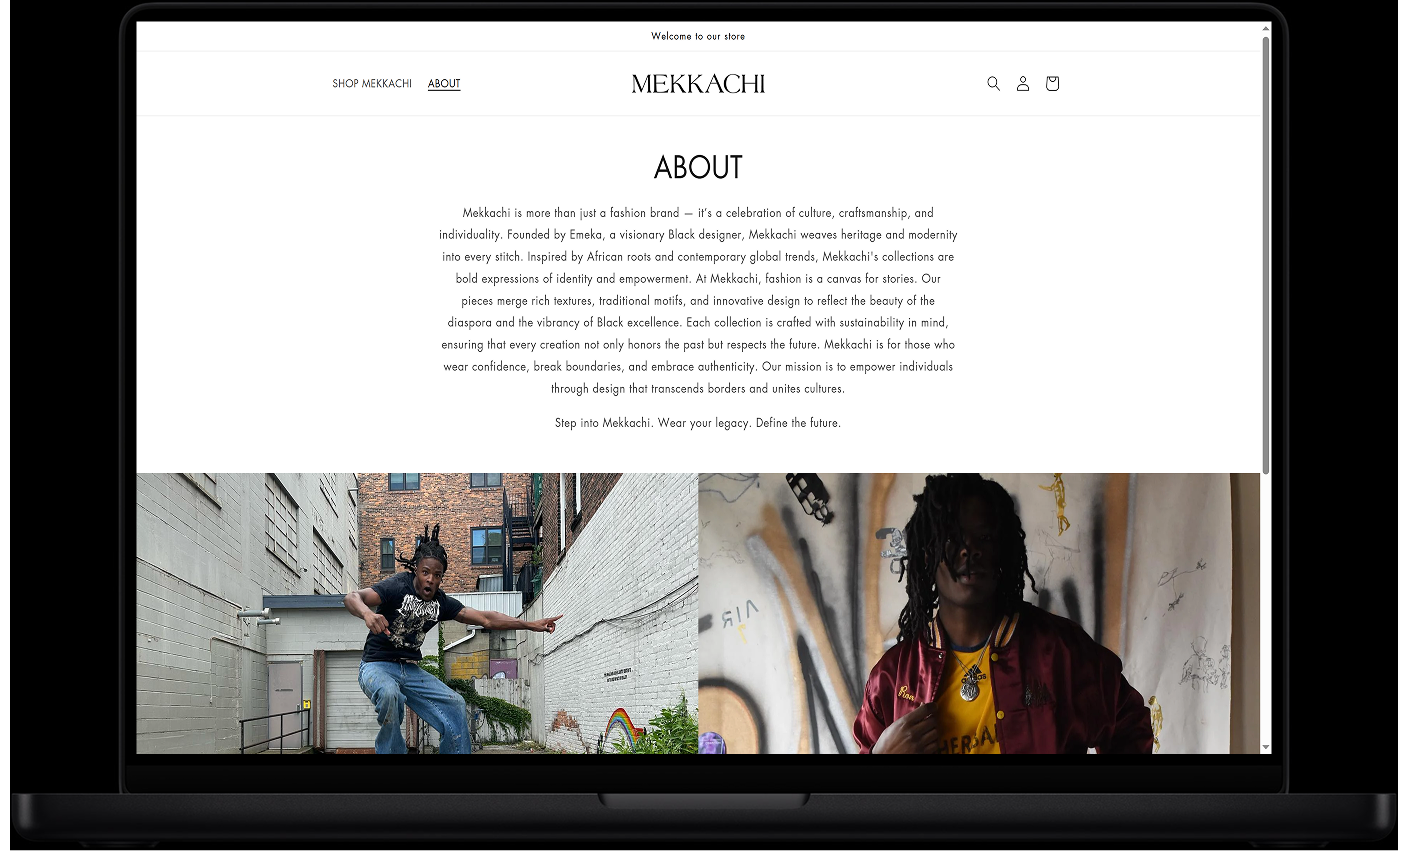 Welcome to our store
SHOP MEKKACHI ABOUT
MEKKACHI
ABOUT
Mekkachi is more than just a fashion brand — it's a celebration of culture, craftsmanship, and
individuality. Founded by Emeka, a visionary Black designer, Mekkachi weaves heritage and modernity
into every stitch. Inspired by African roots and contemporary global trends, Mekkachi's collections are
bold expressions of identity and empowerment. At Mekkachi, fashion is a canvas for stories. Our
pieces merge rich textures, traditional motifs, and innovative design to reflect the beauty of the
diaspora and the vibrancy of Black excellence. Each collection is crafted with sustainability in mind,
ensuring that every creation not only honors the past but respects the future. Mekkachi is for those who
wear confidence, break boundaries, and embrace authenticity. Our mission is to empower individuals
through design that transcends borders and unites cultures.
Step into Mekkachi. Wear your legacy. Define the future.